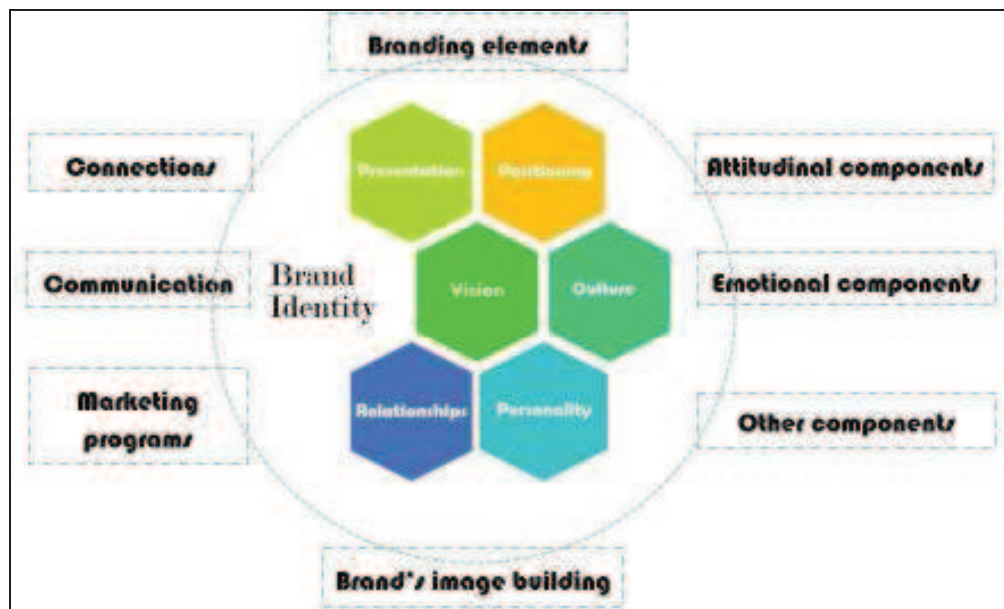 Branding elements
Connections
Communication
Marketing
programs
Presentation
Positioning
Brand
Identity
Vision
Culture
Relationships
Personality
Attitudinal components
Emotional components
Other components
Brand's image building